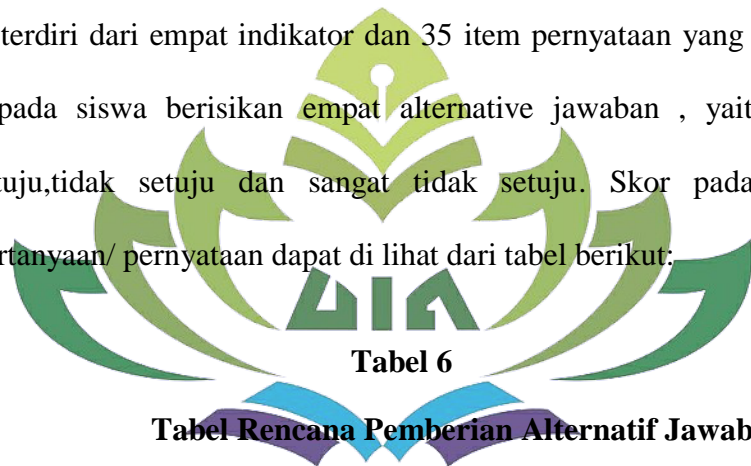 terdiri dari empat indikator dan 35 item pernyataan yang
pada siswa berisikan empat alternative jawaban , yait
tuju,tidak setuju dan sangat tidak setuju. Skor pada
rtanyaan/ pernyataan dapat di lihat dari tabel berikut:
UIN
Tabel 6
Tabel Rencana Pemberian Alternatif Jawab